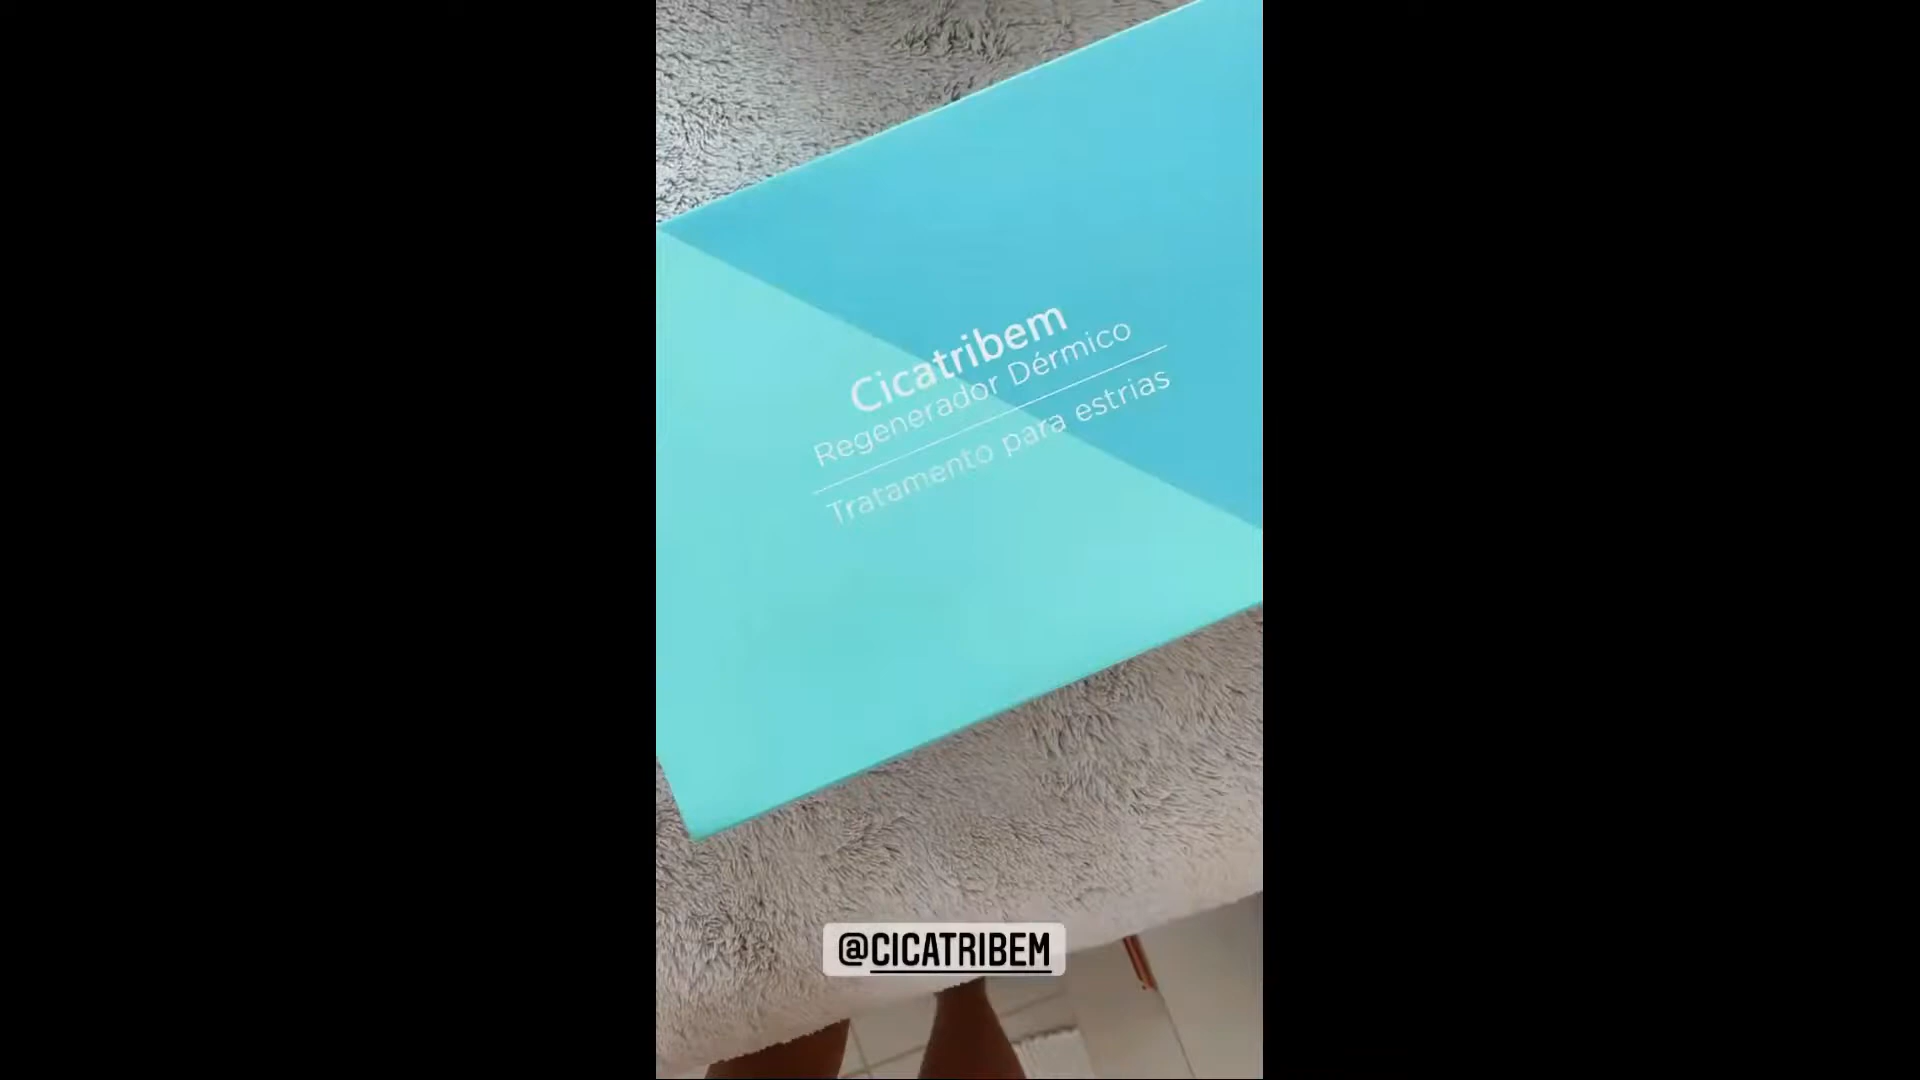 Cicatribem
Regenerador Dérmico
Tratamento para estrias
@CICATRIBEM